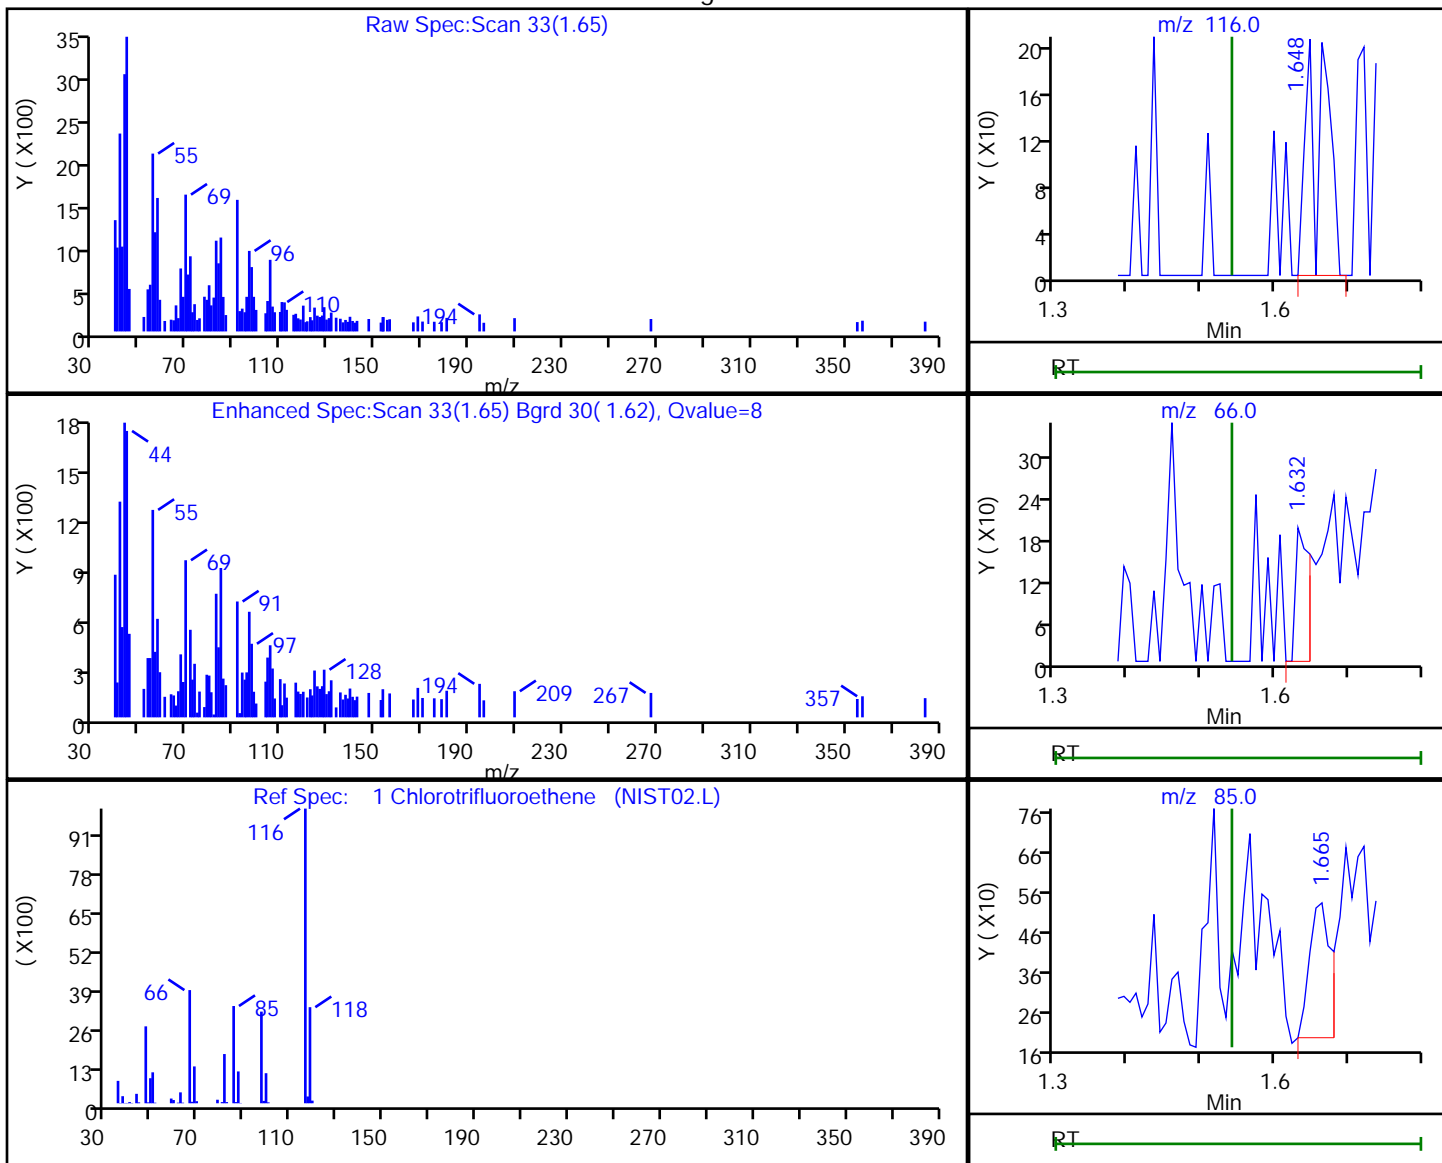 Raw Spec:Scan 33(1.65)
Y ( X100)
35
30
25
20
15
10
5
0
55
69
96
110
194
30 70 110 150 190 230 270 310 350 390
m/z
m/z 116.0
Y ( X10)
20
16
12
8
4
0
1.648
1.3 1.6
Min
RT
Enhanced Spec:Scan 33(1.65) Bgrd 30( 1.62), Qvalue=8
Y ( X100)
18
15
12
9
6
3
0
44
55
69
91
97
128
194
209
267
357
30 70 110 150 190 230 270 310 350 390
m/z
m/z 66.0
Y ( X10)
30
24
18
12
6
0
1.632
1.3 1.6
Min
RT
Ref Spec: 1 Chlorotrifluoroethene (NIST02.L)
( X100)
91
78
65
52
39
26
13
0
116
66
85
118
30 70 110 150 190 230 270 310 350 390
m/z 85.0
Y ( X10)
76
66
56
46
36
26
16
1.665
1.3 1.6
Min
RT